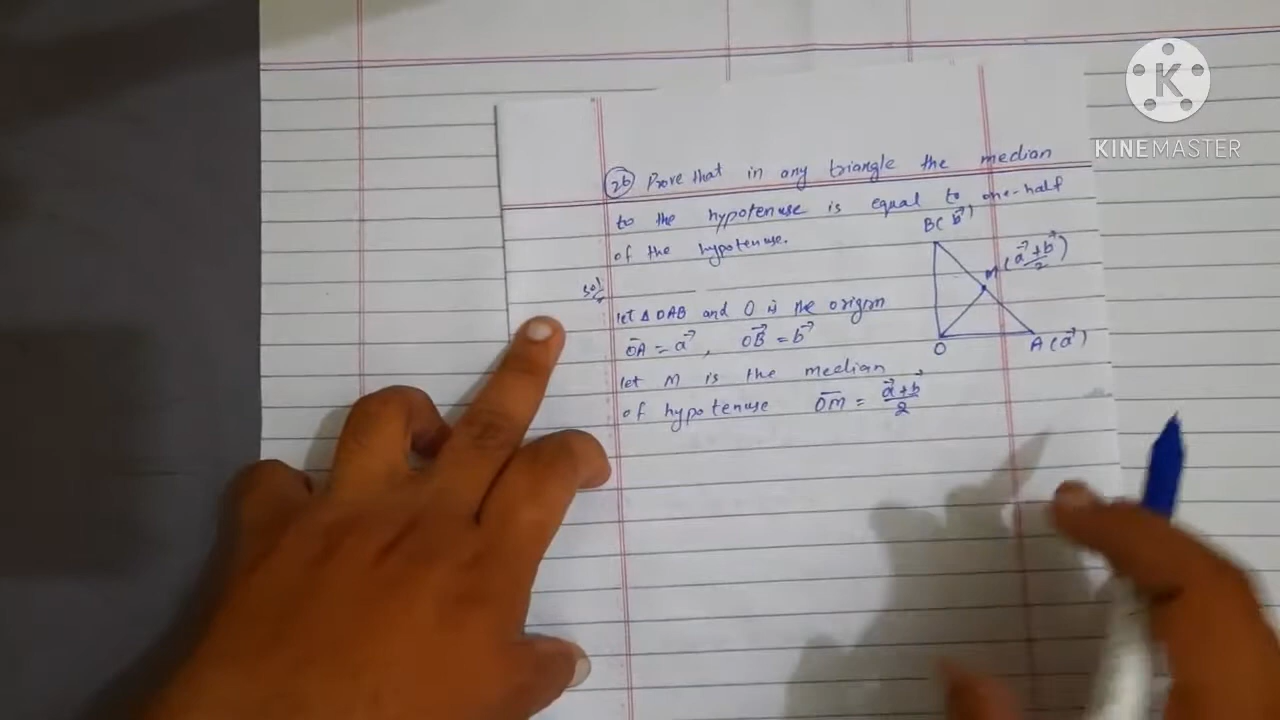 (26) Prove that in any triangle the median
to the hypotenuse is equal to one-half
of the hypotenuse.
Sol
let Δ OAB and O is the origin
OA = a⃗, OB⃗ = b⃗
let M is the median
of hypotenuse OM = (a⃗ + b⃗)/2
B(b⃗)
M (a⃗ + b⃗)/2
O
A(a⃗)
K
KINEMASTER